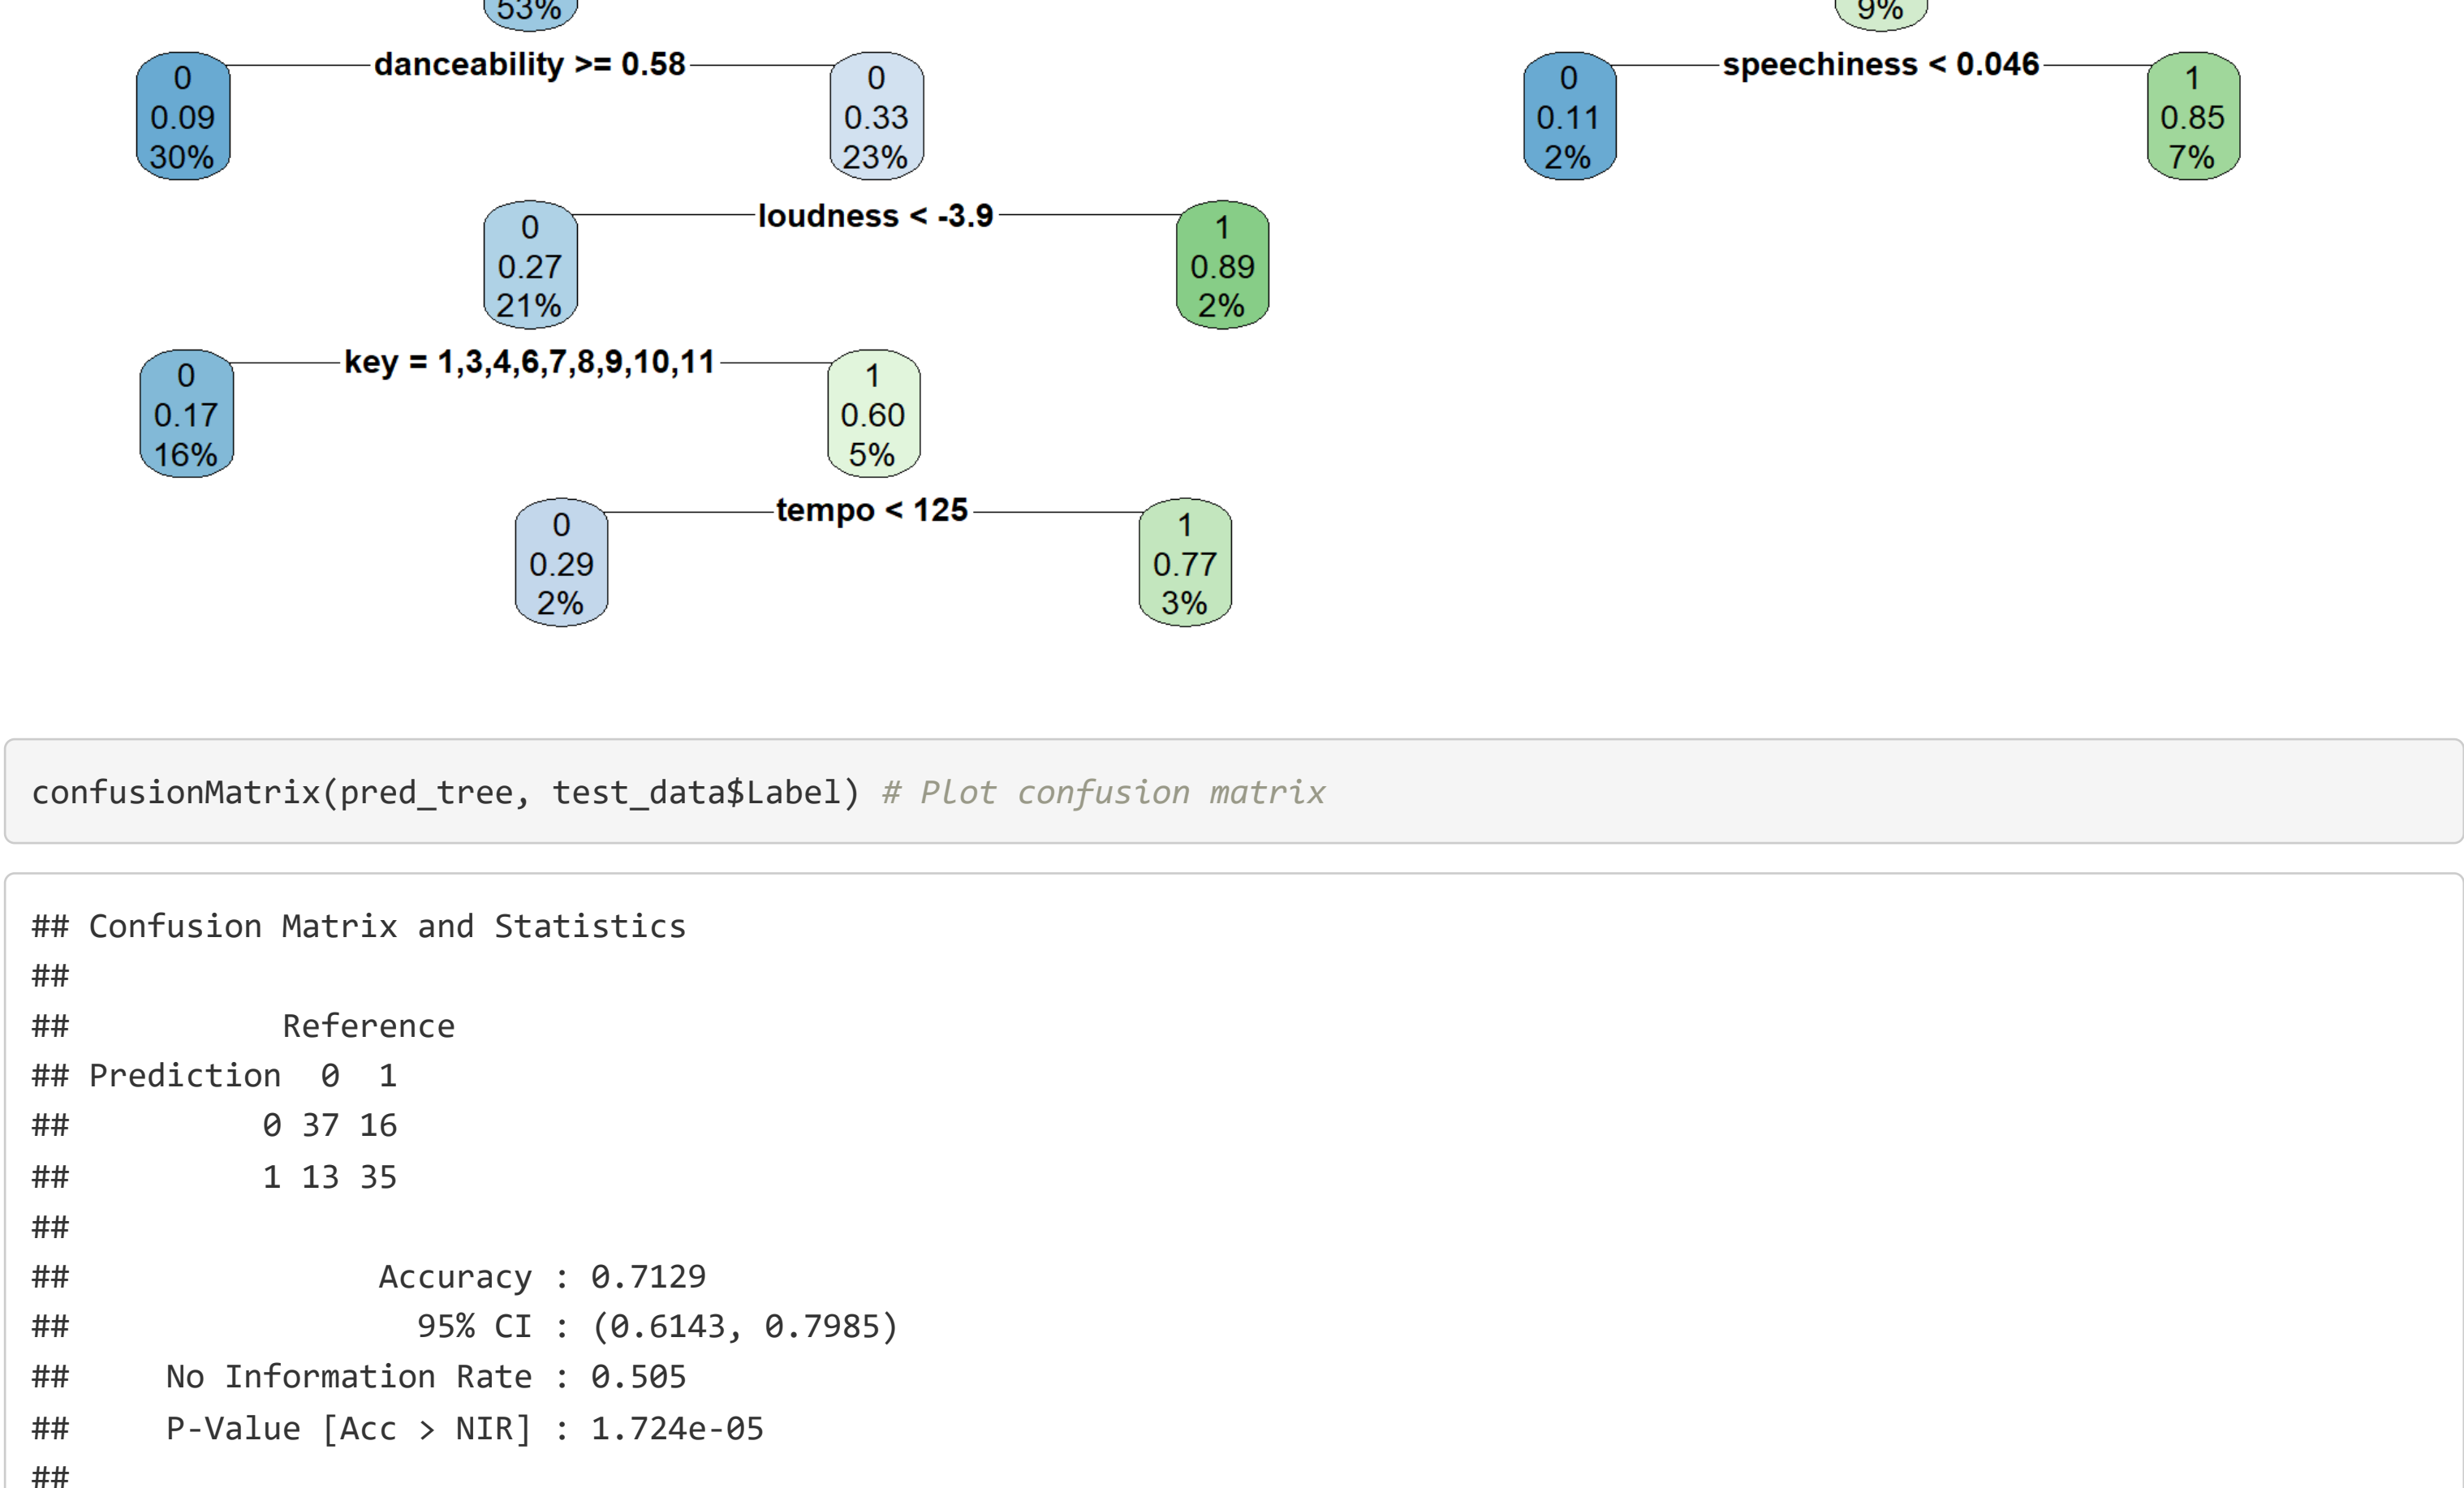 53%
9%
danceability >= 0.58
speechiness < 0.046
0
0.09
30%
0
0.33
23%
0
0.11
2%
1
0.85
7%
loudness < -3.9
0
0.27
21%
1
0.89
2%
key = 1,3,4,6,7,8,9,10,11
0
0.17
16%
1
0.60
5%
tempo < 125
0
0.29
2%
1
0.77
3%
confusionMatrix(pred_tree, test_data$Label) # Plot confusion matrix
## Confusion Matrix and Statistics
##
##           Reference
## Prediction  0  1
##          0 37 16
##          1 13 35
##
##                Accuracy : 0.7129
##                  95% CI : (0.6143, 0.7985)
##     No Information Rate : 0.505
##     P-Value [Acc > NIR] : 1.724e-05
##